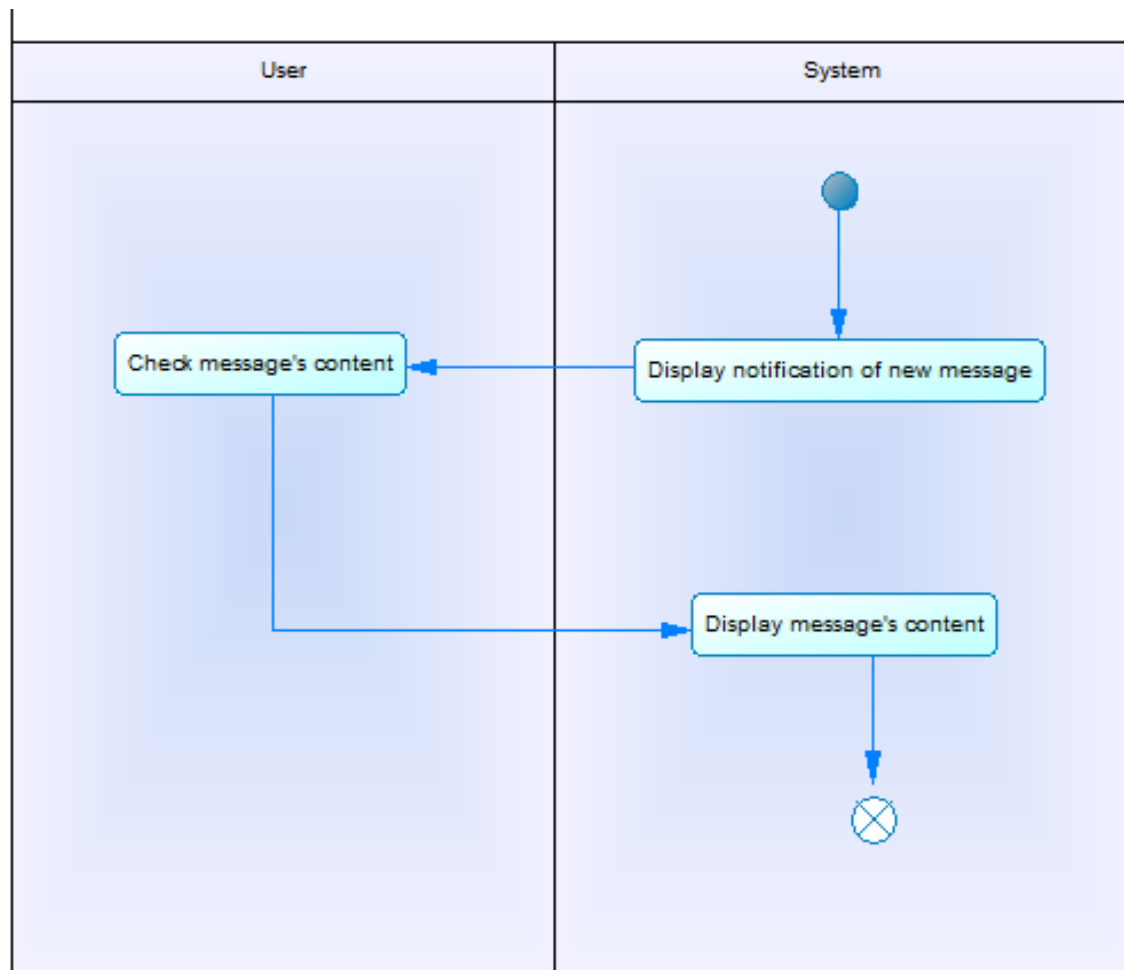 User
System
Check message's content
Display notification of new message
Display message's content